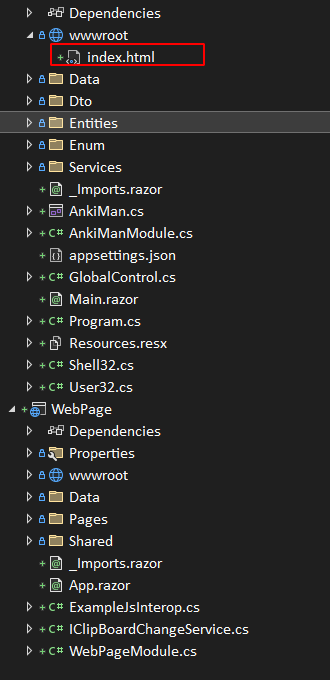 Dependencies
wwwroot
index.html
Data
Dto
Entities
Enum
Services
_Imports.razor
AnkiMan.cs
C# AnkiManModule.cs
appsettings.json
C# GlobalControl.cs
Main.razor
C# Program.cs
Resources.resx
C# Shell32.cs
C# User32.cs
WebPage
Dependencies
Properties
wwwroot
Data
Pages
Shared
_Imports.razor
App.razor
C# ExampleJsInterop.cs
C# IClipBoardChangeService.cs
C# WebPageModule.cs